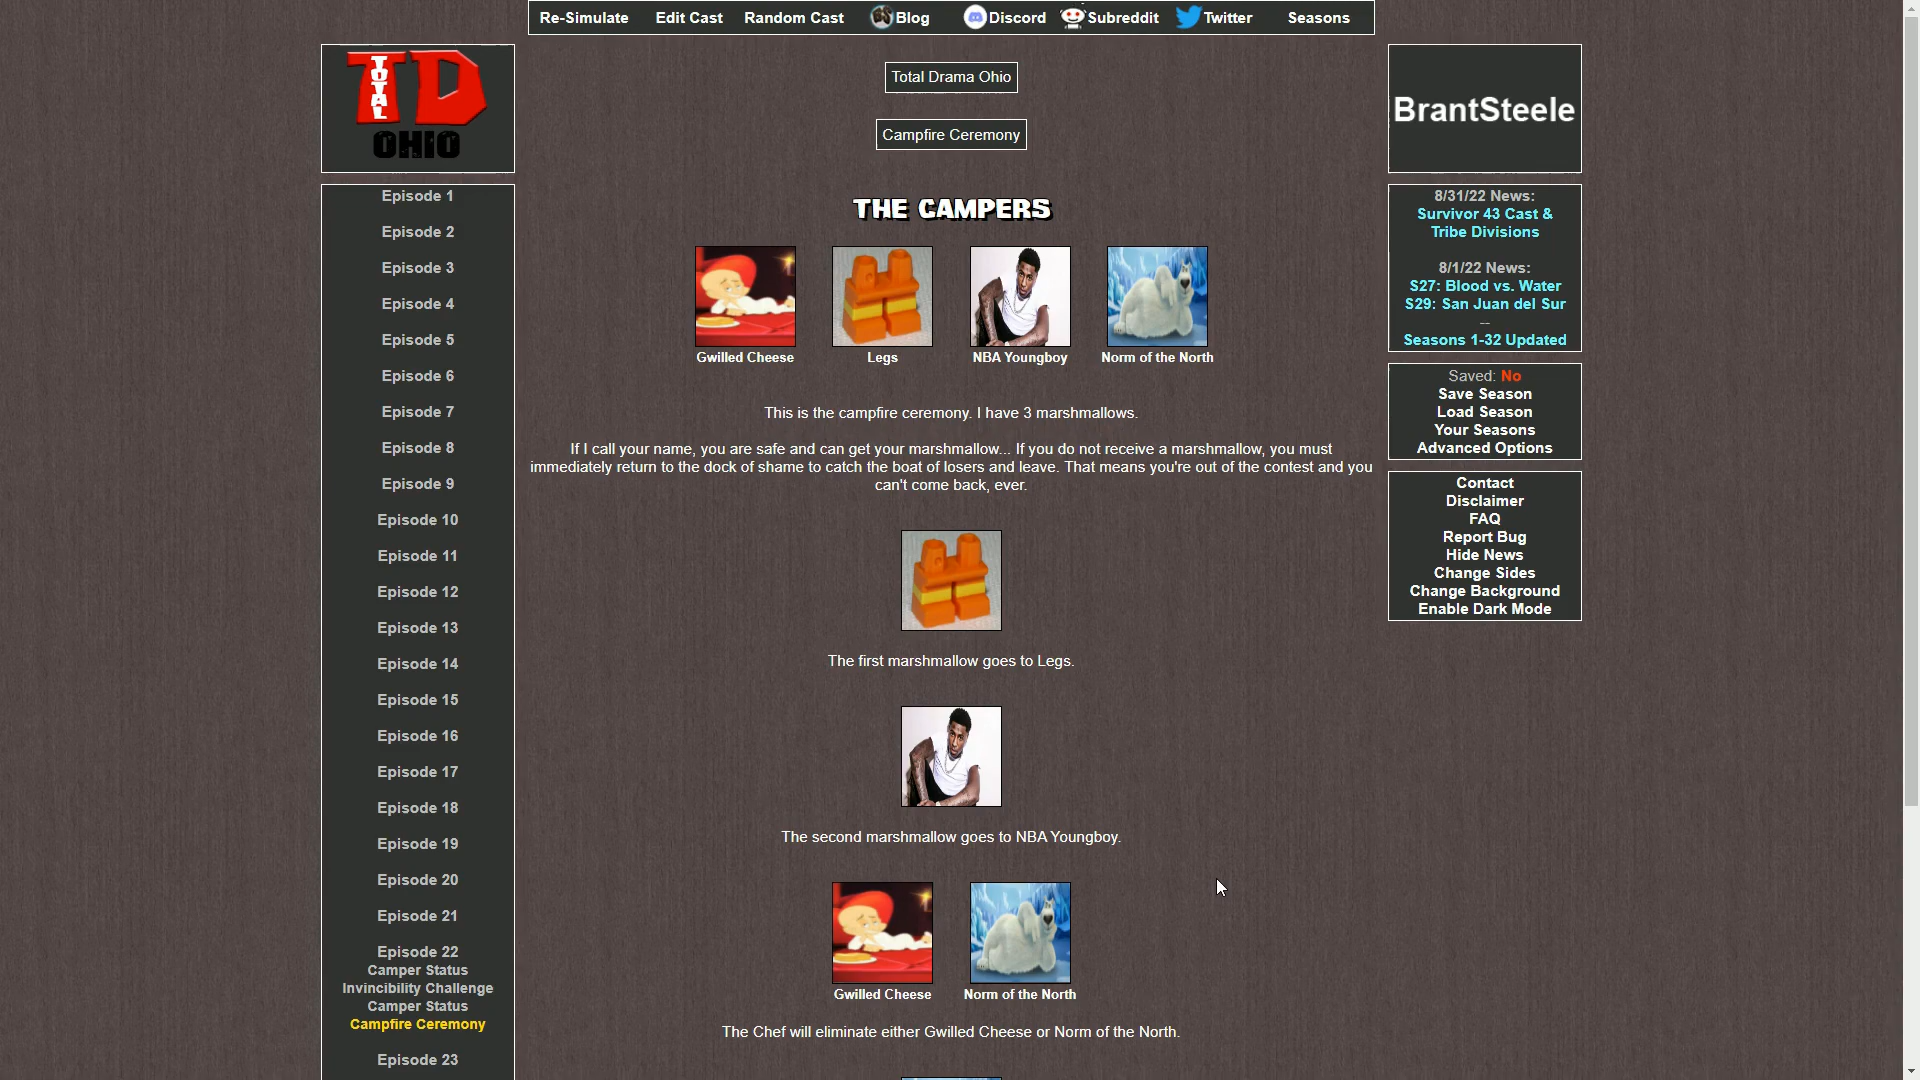 Re-Simulate Edit Cast Random Cast Blog Discord Subreddit Twitter Seasons
TOTAL
TD
OHIO
Episode 1
Episode 2
Episode 3
Episode 4
Episode 5
Episode 6
Episode 7
Episode 8
Episode 9
Episode 10
Episode 11
Episode 12
Episode 13
Episode 14
Episode 15
Episode 16
Episode 17
Episode 18
Episode 19
Episode 20
Episode 21
Episode 22
Camper Status
Invincibility Challenge
Camper Status
Campfire Ceremony
Episode 23
Total Drama Ohio
Campfire Ceremony
THE CAMPERS
Gwilled Cheese Legs NBA Youngboy Norm of the North
This is the campfire ceremony. I have 3 marshmallows.
If I call your name, you are safe and can get your marshmallow... If you do not receive a marshmallow, you must
immediately return to the dock of shame to catch the boat of losers and leave. That means you're out of the contest and you
can't come back, ever.
The first marshmallow goes to Legs.
The second marshmallow goes to NBA Youngboy.
Gwilled Cheese Norm of the North
The Chef will eliminate either Gwilled Cheese or Norm of the North.
BrantSteele
8/31/22 News:
Survivor 43 Cast &
Tribe Divisions
8/1/22 News:
S27: Blood vs. Water
S29: San Juan del Sur
--
Seasons 1-32 Updated
Saved: No
Save Season
Load Season
Your Seasons
Advanced Options
Contact
Disclaimer
FAQ
Report Bug
Hide News
Change Sides
Change Background
Enable Dark Mode